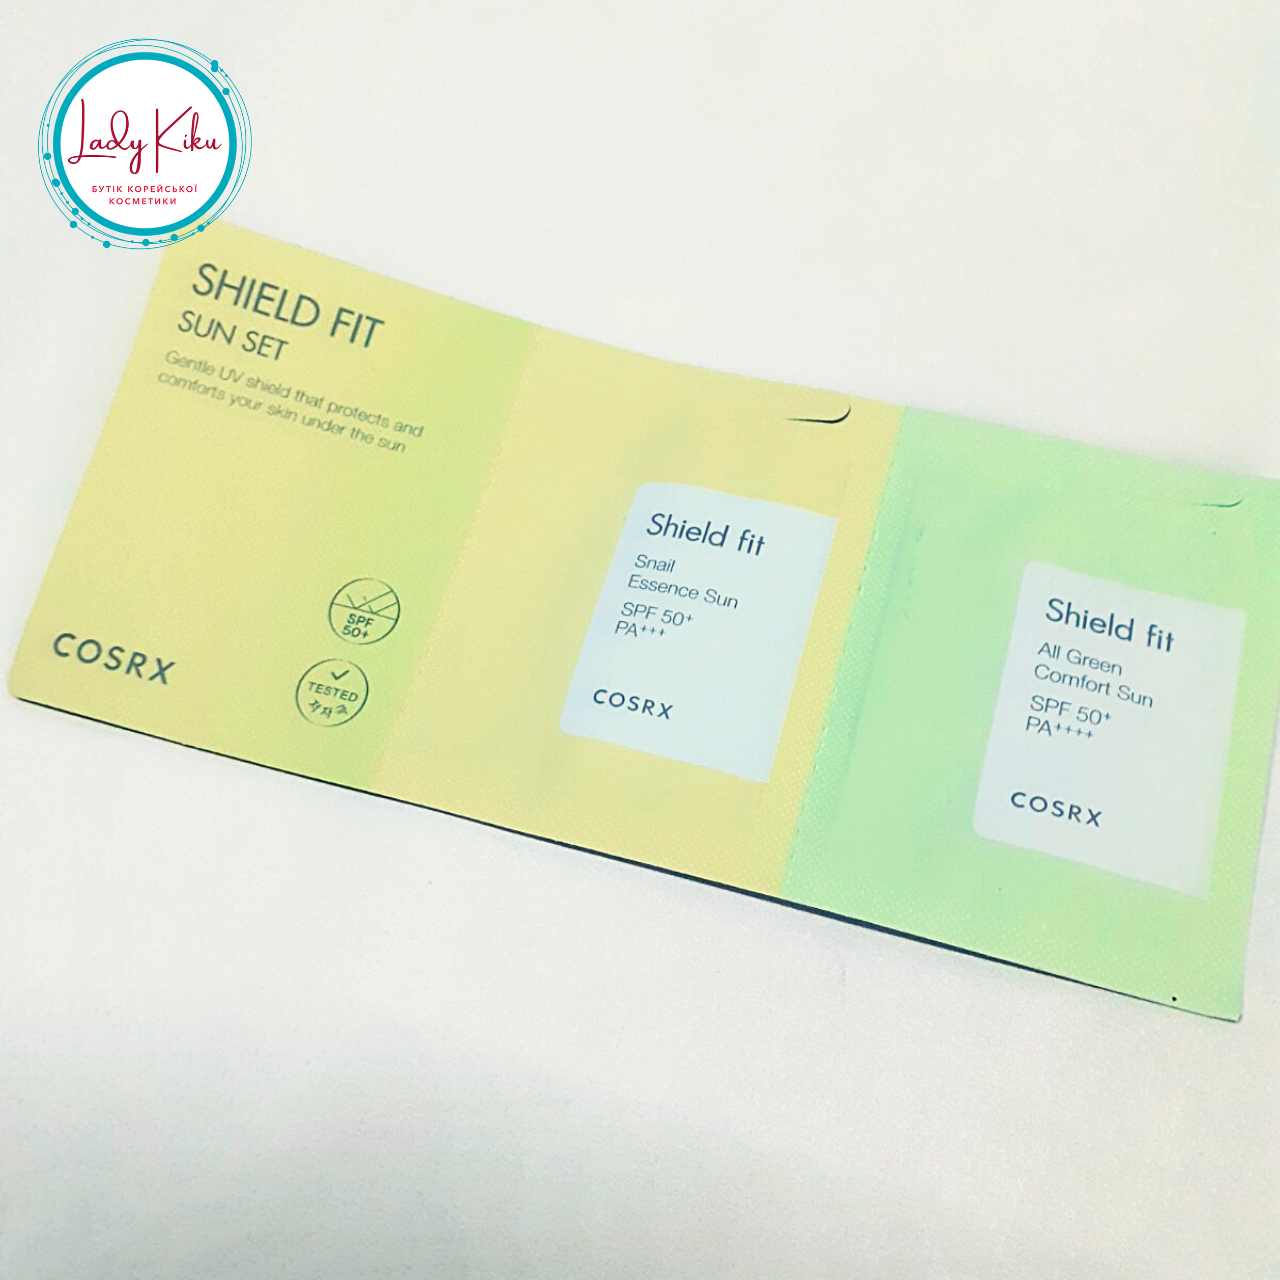 Lady Kiku
БУТІК КОРЕЙСЬКОЇ
КОСМЕТИКИ
SHIELD FIT
SUN SET
Gentle UV shield that protects and
comforts your skin under the sun
SPF
50+
TESTED
COSRX
Shield fit
Snail
Essence Sun
SPF 50+
PA+++
COSRX
Shield fit
All Green
Comfort Sun
SPF 50+
PA++++
COSRX